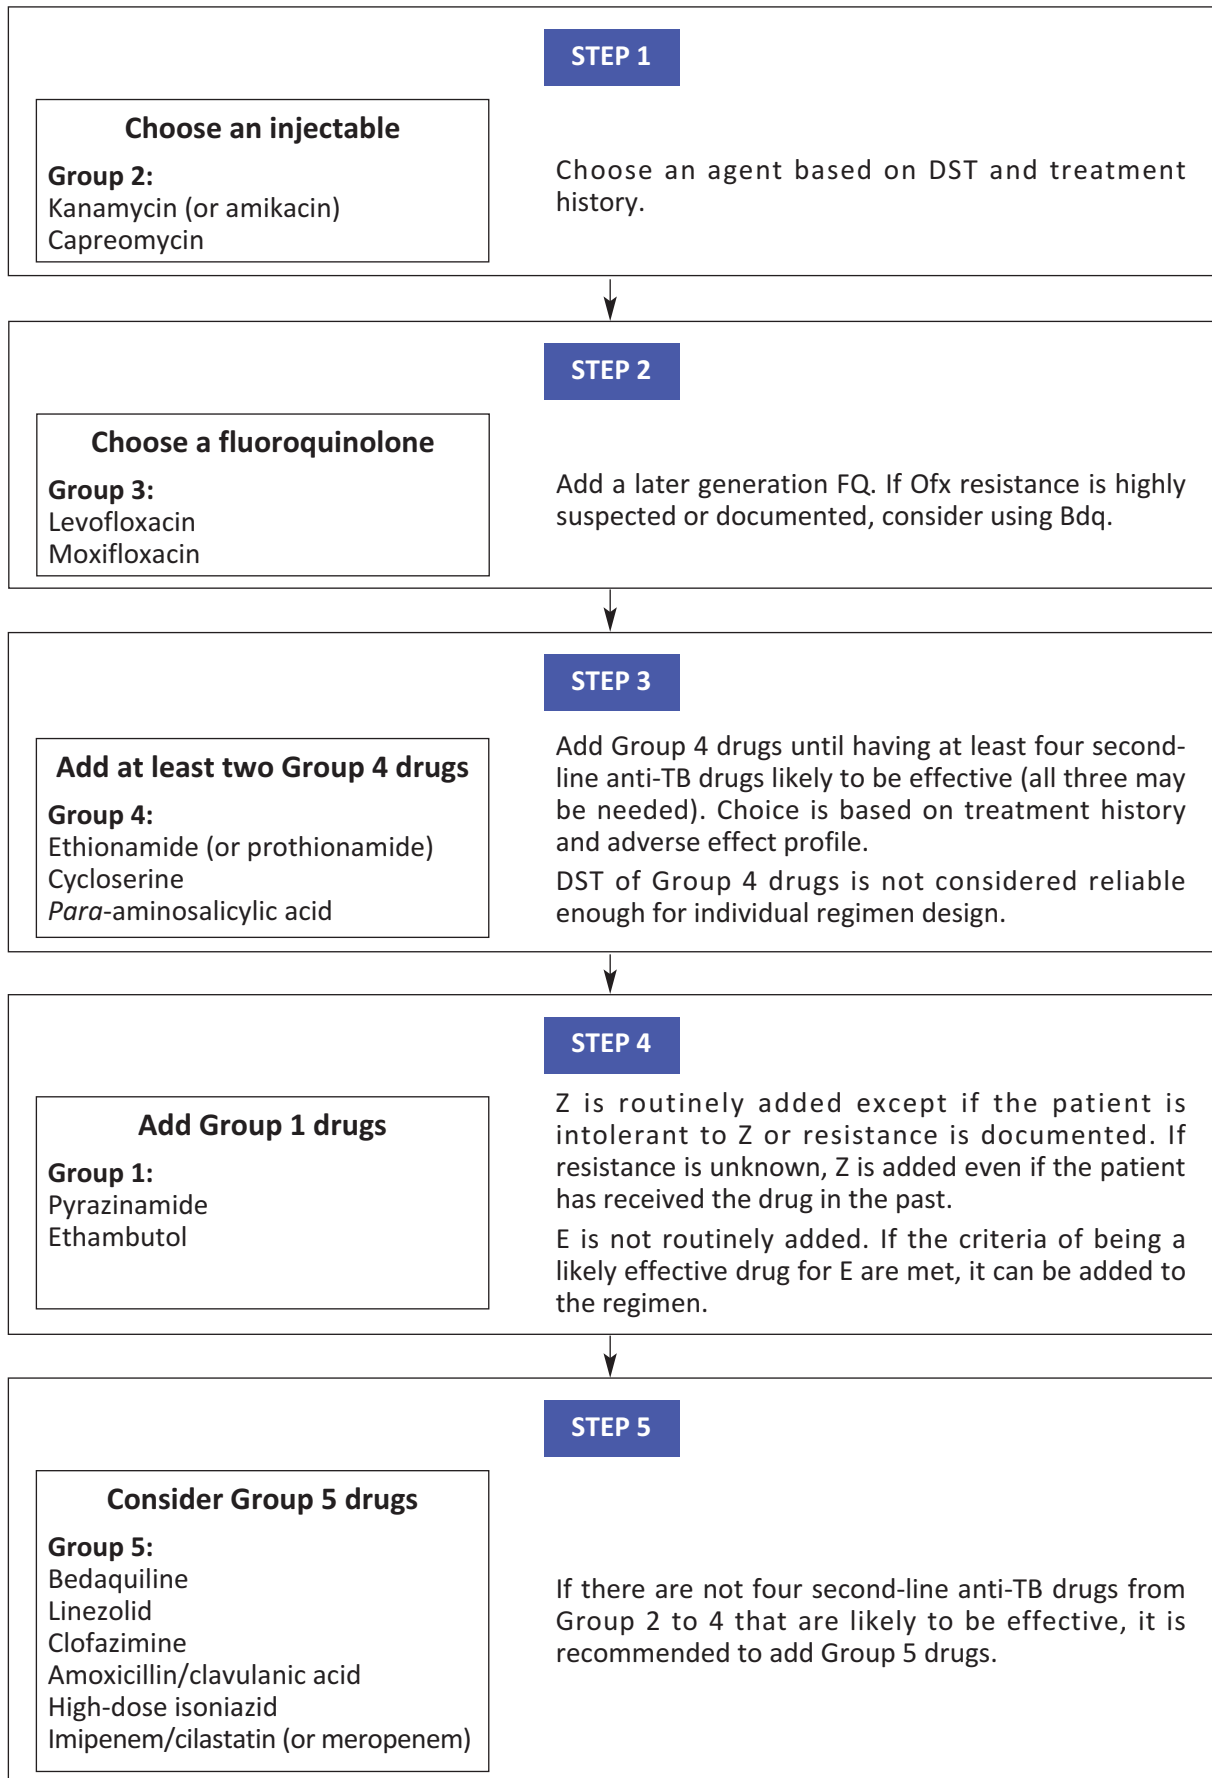 STEP 1
Choose an injectable
Group 2:
Kanamycin (or amikacin)
Capreomycin
Choose an agent based on DST and treatment
history.
STEP 2
Choose a fluoroquinolone
Group 3:
Levofloxacin
Moxifloxacin
Add a later generation FQ. If Ofx resistance is highly
suspected or documented, consider using Bdq.
STEP 3
Add at least two Group 4 drugs
Group 4:
Ethionamide (or prothionamide)
Cycloserine
Para-aminosalicylic acid
Add Group 4 drugs until having at least four second-
line anti-TB drugs likely to be effective (all three may
be needed). Choice is based on treatment history
and adverse effect profile.
DST of Group 4 drugs is not considered reliable
enough for individual regimen design.
STEP 4
Add Group 1 drugs
Group 1:
Pyrazinamide
Ethambutol
Z is routinely added except if the patient is
intolerant to Z or resistance is documented. If
resistance is unknown, Z is added even if the patient
has received the drug in the past.
E is not routinely added. If the criteria of being a
likely effective drug for E are met, it can be added to
the regimen.
STEP 5
Consider Group 5 drugs
Group 5:
Bedaquiline
Linezolid
Clofazimine
Amoxicillin/clavulanic acid
High-dose isoniazid
Imipenem/cilastatin (or meropenem)
If there are not four second-line anti-TB drugs from
Group 2 to 4 that are likely to be effective, it is
recommended to add Group 5 drugs.